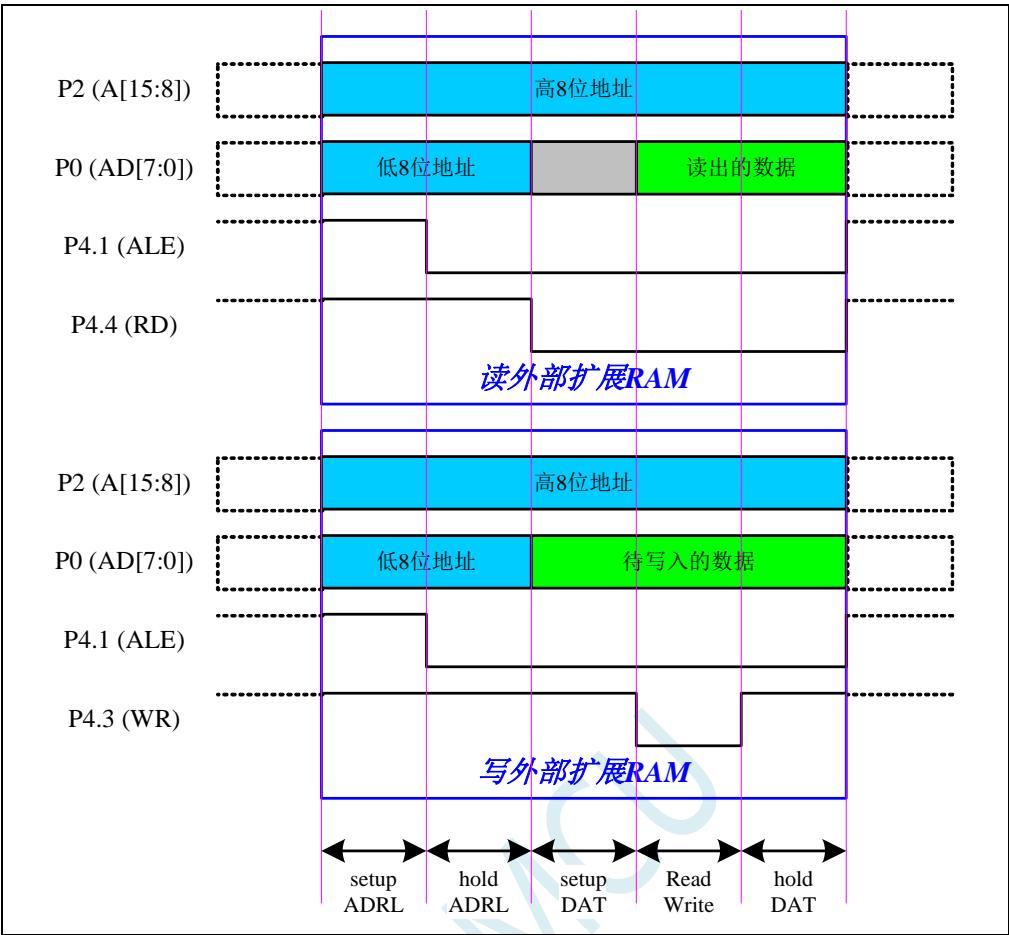 P2 (A[15:8])
高8位地址
P0 (AD[7:0])
低8位地址
读出的数据
P4.1 (ALE)
P4.4 (RD)
读外部扩展RAM
P2 (A[15:8])
高8位地址
P0 (AD[7:0])
低8位地址
待写入的数据
P4.1 (ALE)
P4.3 (WR)
写外部扩展RAM
setup
ADRL
hold
ADRL
setup
DAT
Read
Write
hold
DAT
MCU